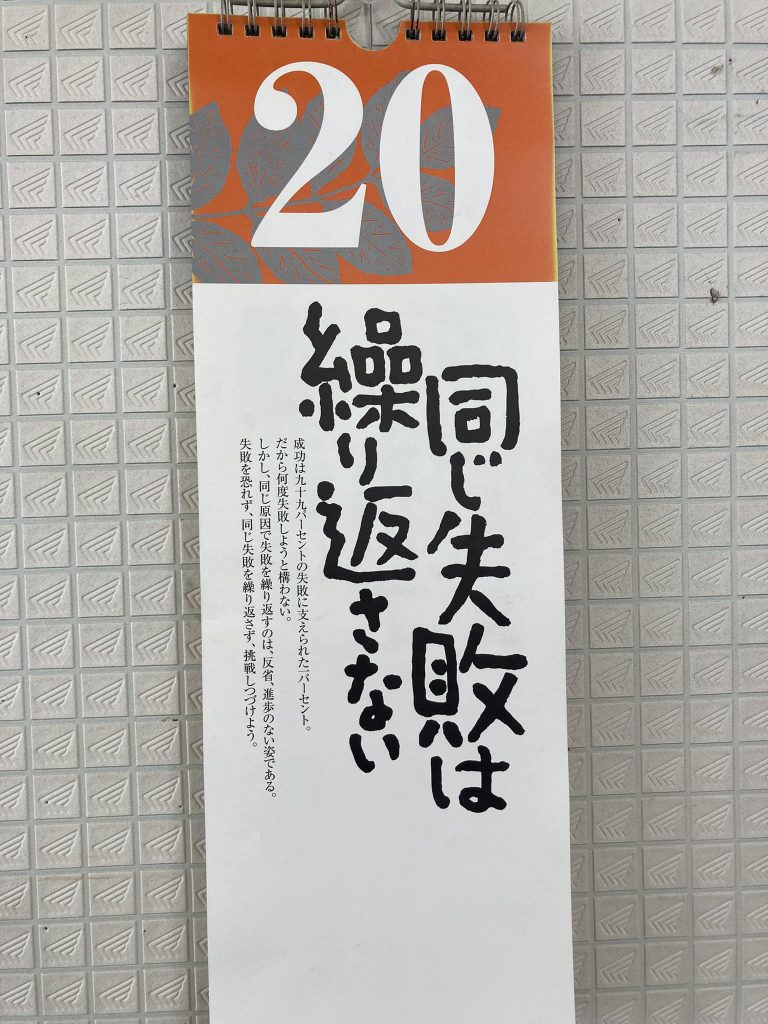 20
同じ失敗は
繰り返さない
成功は九十九パーセントの失敗に支えられた一パーセント。
だから何度失敗しようと構わない。
しかし、同じ原因で失敗を繰り返すのは、反省、進歩のない姿である。
失敗を恐れず、同じ失敗を繰り返さず、挑戦しつづけよう。